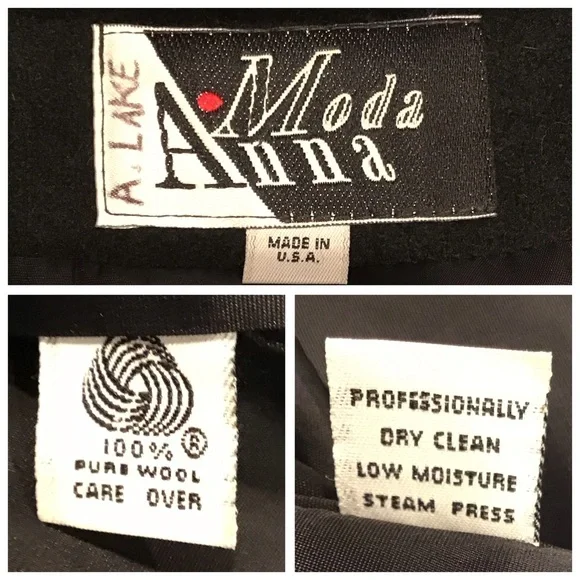 A. LAKE
Moda
Anna
MADE IN
U.S.A.
100% ®
PURE WOOL
CARE OVER
PROFESSIONALLY
DRY CLEAN
LOW MOISTURE
STEAM PRESS